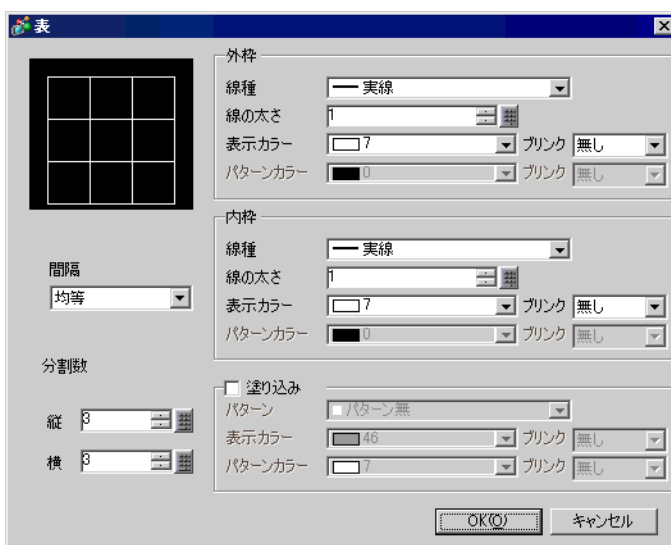 表
間隔
均等
分割数
縦 3
横 3
外枠
線種 実線
線の太さ 1
表示カラー 7 ブリンク 無し
パターンカラー 0 ブリンク 無し
内枠
線種 実線
線の太さ 1
表示カラー 7 ブリンク 無し
パターンカラー 0 ブリンク 無し
塗り込み
パターン パターン無
表示カラー 46 ブリンク 無し
パターンカラー 7 ブリンク 無し
OK(O) キャンセル